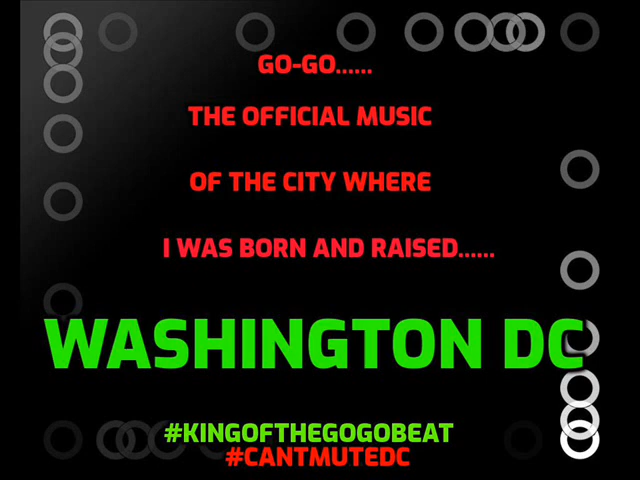 GO-GO......
THE OFFICIAL MUSIC
OF THE CITY WHERE
I WAS BORN AND RAISED......
WASHINGTON DC
#KINGOFTHEGOGOBEAT
#CANTMUTEDC